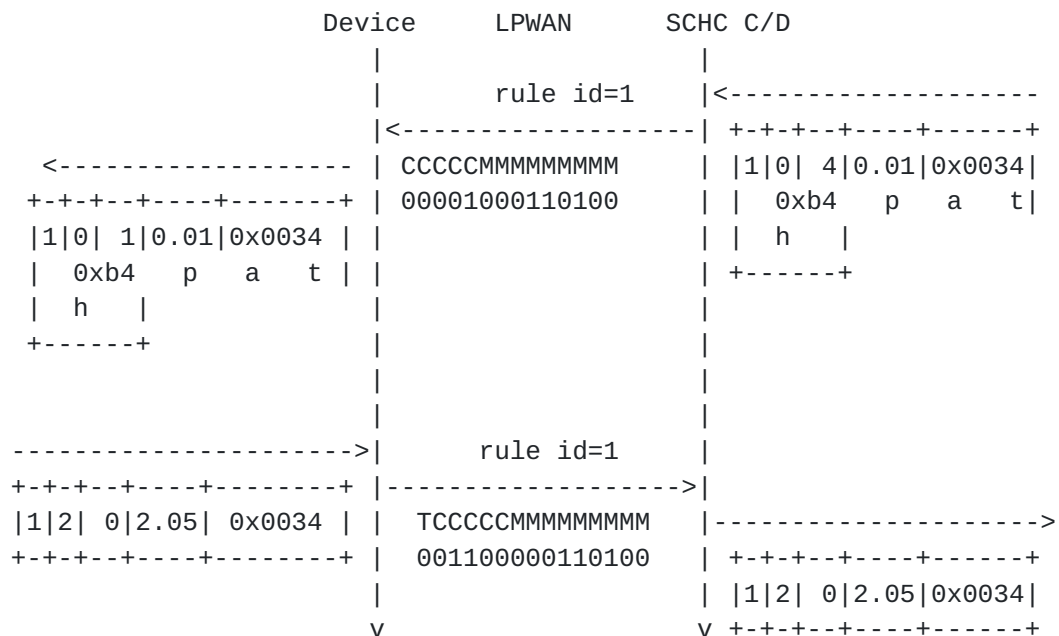 Device     LPWAN      SCHC C/D
                       |                    |
                       |       rule id=1    |<--------------------
                       |<-------------------| +-+-+--+----+------+
  <------------------- | CCCCCMMMMMMMMM     | |1|0| 4|0.01|0x0034|
 +-+-+--+----+-------+ | 00001000110100     | |  0xb4   p   a   t|
 |1|0| 1|0.01|0x0034 | |                    | |  h   |
 |  0xb4   p   a   t | |                    | +------+
 |  h   |              |                    |
 +------+              |                    |
                       |                    |
                       |                    |
---------------------->|      rule id=1     |
+-+-+--+----+--------+ |------------------->|
|1|2| 0|2.05| 0x0034 | |  TCCCCCMMMMMMMMM   |--------------------->
+-+-+--+----+--------+ |  001100000110100   | +-+-+--+----+------+
                       |                    | |1|2| 0|2.05|0x0034|
                       v                    v +-+-+--+----+------+